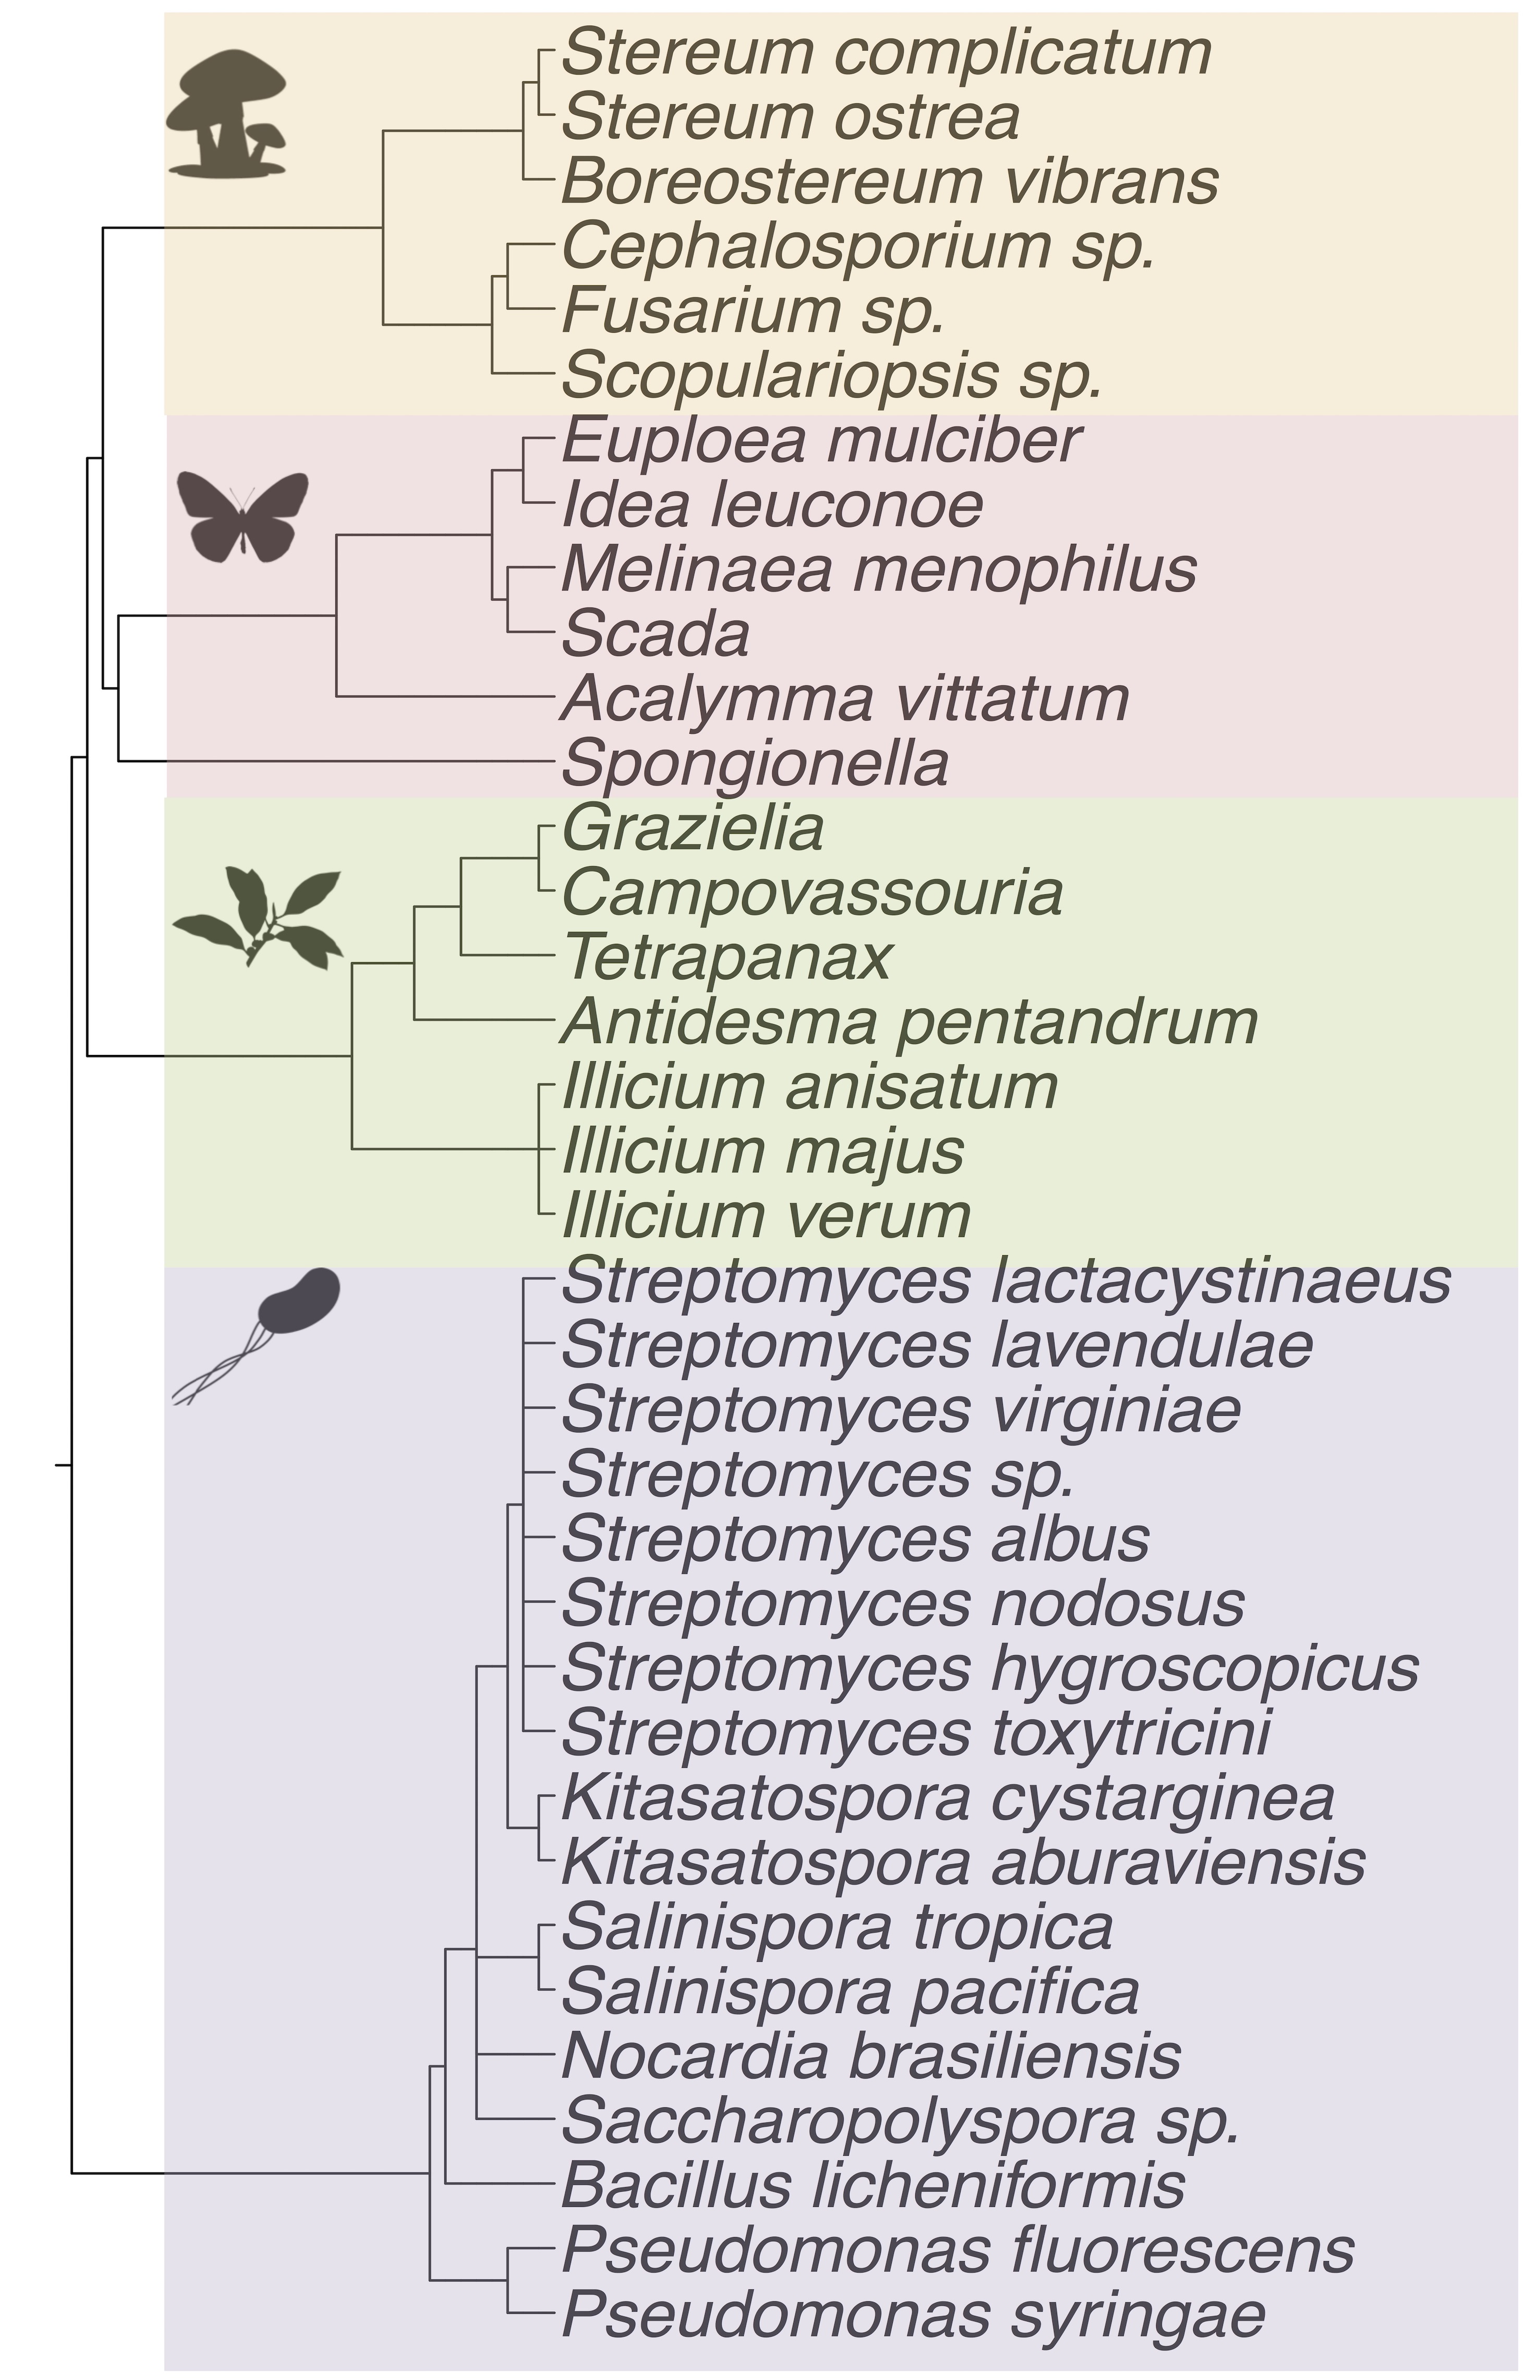 Stereum complicatum
Stereum ostrea
Boreostereum vibrans
Cephalosporium sp.
Fusarium sp.
Scopulariopsis sp.
Euploea mulciber
Idea leuconoe
Melinaea menophilus
Scada
Acalymma vittatum
Spongionella
Grazielia
Campovassouria
Tetrapanax
Antidesma pentandrum
Illicium anisatum
Illicium majus
Illicium verum
Streptomyces lactacystinaeus
Streptomyces lavendulae
Streptomyces virginiae
Streptomyces sp.
Streptomyces albus
Streptomyces nodosus
Streptomyces hygroscopicus
Streptomyces toxytricini
Kitasatospora cystarginea
Kitasatospora aburaviensis
Salinispora tropica
Salinispora pacifica
Nocardia brasiliensis
Saccharopolyspora sp.
Bacillus licheniformis
Pseudomonas fluorescens
Pseudomonas syringae